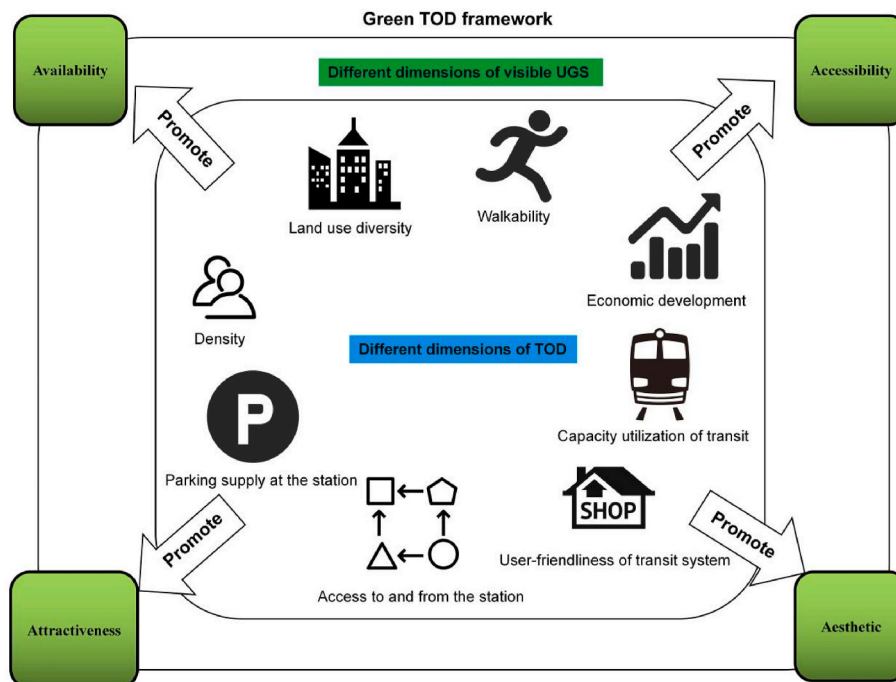 Green TOD framework
Availability
Accessibility
Different dimensions of visible UGS
Promote
Promote
Land use diversity
Walkability
Economic development
Density
Different dimensions of TOD
P
Capacity utilization of transit
Parking supply at the station
SHOP
User-friendliness of transit system
Promote
Promote
Access to and from the station
Attractiveness
Aesthetic